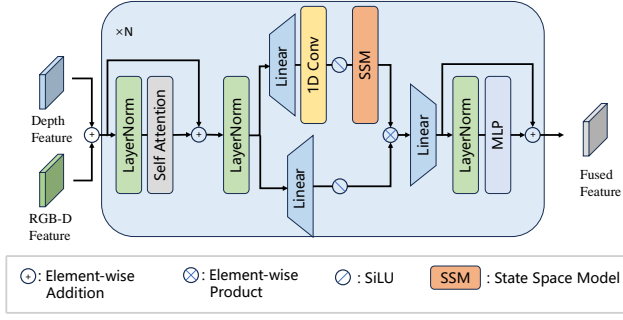 ×N
Depth
Feature
RGB-D
Feature
LayerNorm
Self Attention
LayerNorm
Linear
1D Conv
SSM
Linear
Linear
LayerNorm
MLP
Fused
Feature
+: Element-wise
Addition
⊗: Element-wise
Product
⊘: SiLU
SSM : State Space Model